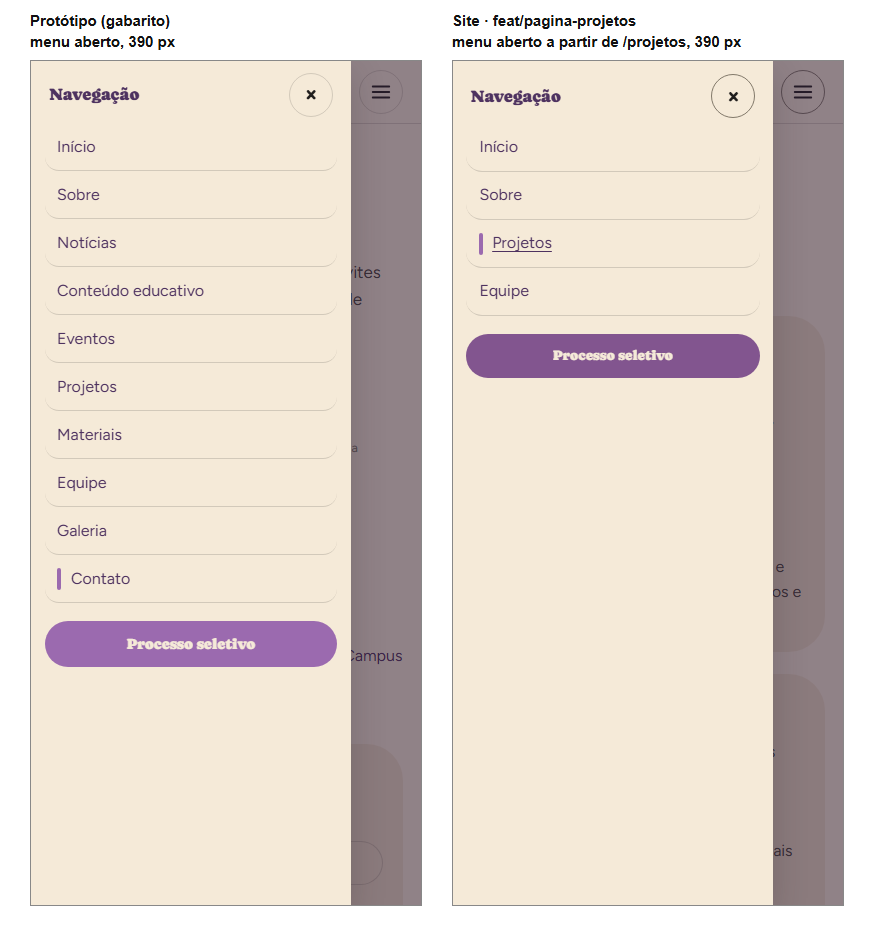 Protótipo (gabarito)
menu aberto, 390 px
Navegação
×
Início
Sobre
Notícias
Conteúdo educativo
Eventos
Projetos
Materiais
Equipe
Galeria
Contato
Processo seletivo
a
Campus
Site · feat/pagina-projetos
menu aberto a partir de /projetos, 390 px
Navegação
×
Início
Sobre
Projetos
Equipe
Processo seletivo
e
os e